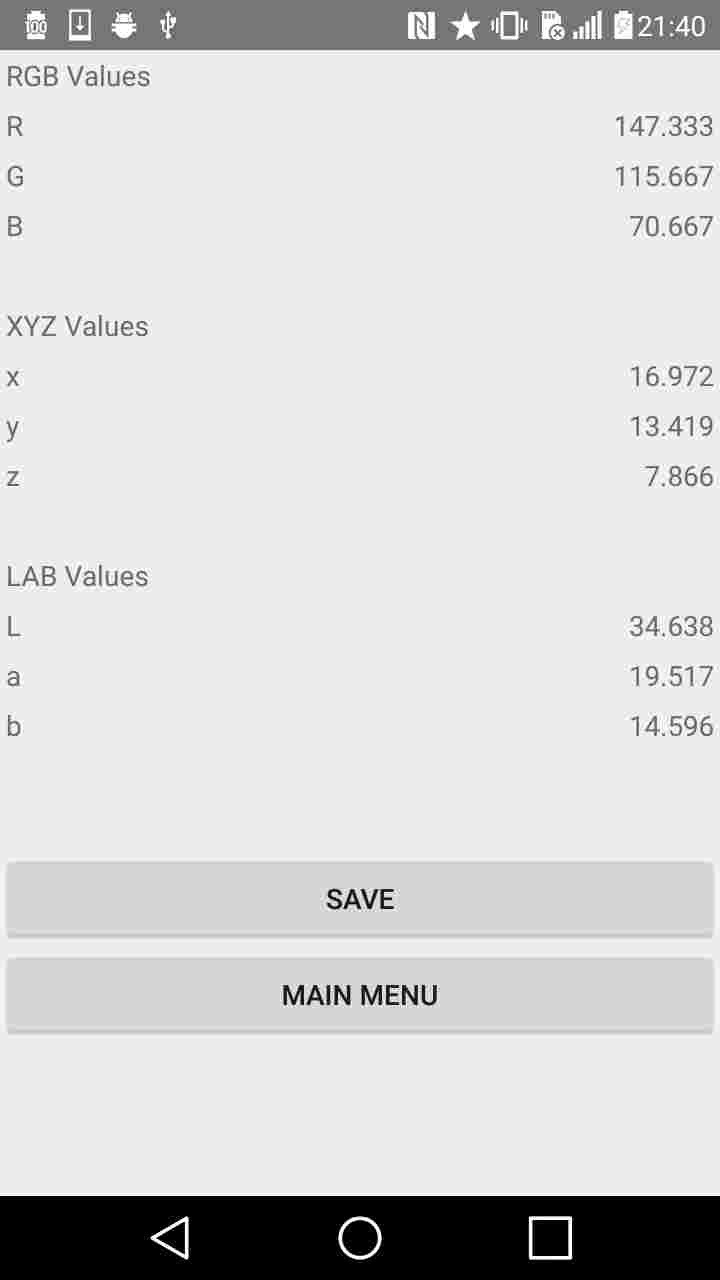 100 21:40
RGB Values
R 147.333
G 115.667
B 70.667
XYZ Values
x 16.972
y 13.419
z 7.866
LAB Values
L 34.638
a 19.517
b 14.596
SAVE
MAIN MENU